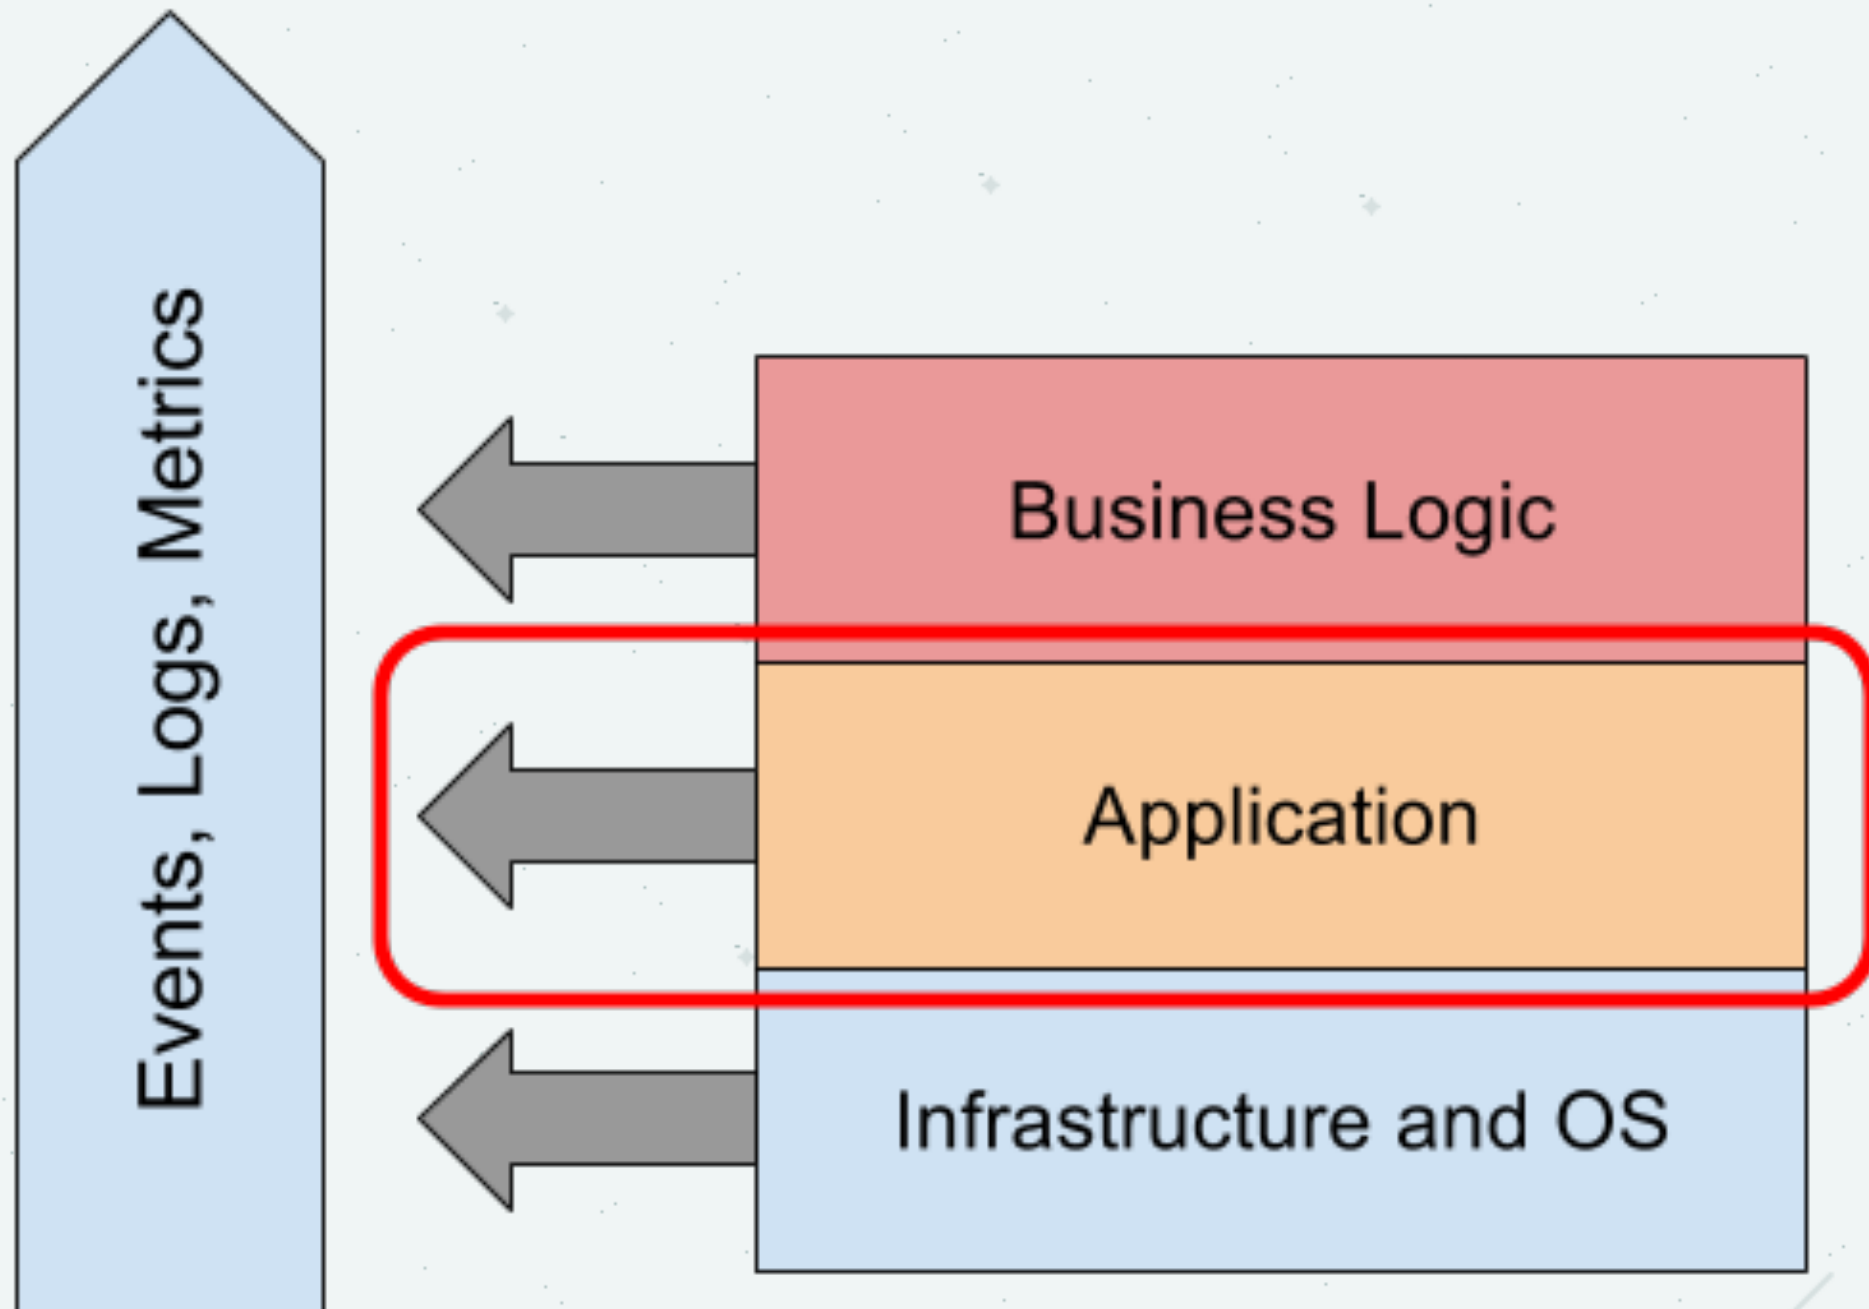 Events, Logs, Metrics
Business Logic
Application
Infrastructure and OS